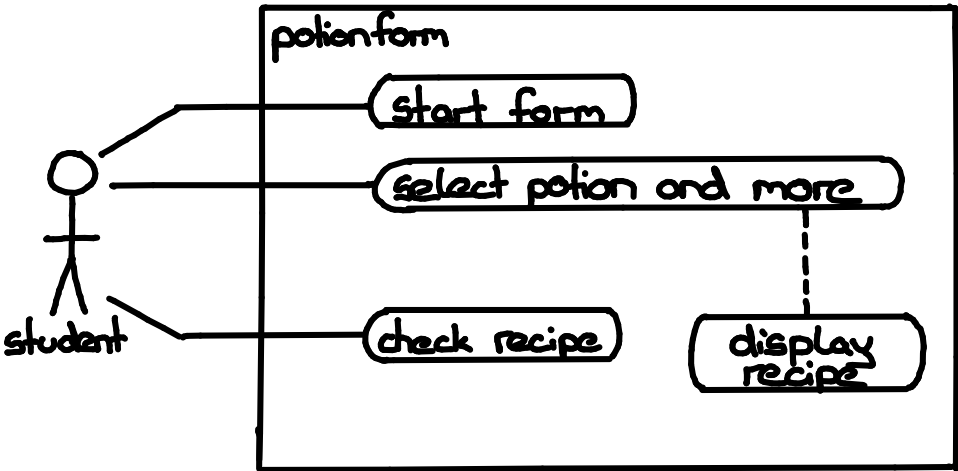 potionform
start form
select potion and more
student
check recipe
display
recipe